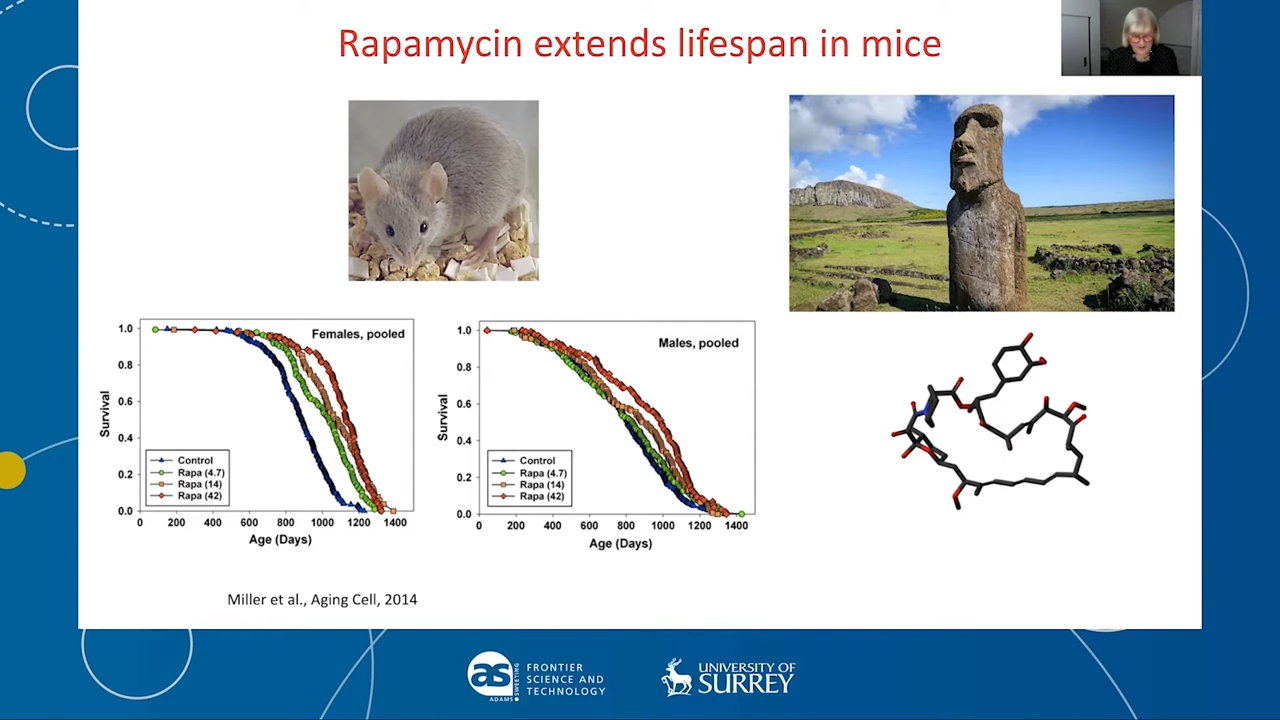 Rapamycin extends lifespan in mice
Females, pooled
Survival
1.0
0.8
0.6
0.4
0.2
0.0
Control
Rapa (4.7)
Rapa (14)
Rapa (42)
0 200 400 600 800 1000 1200 1400
Age (Days)
Males, pooled
Survival
1.0
0.8
0.6
0.4
0.2
0.0
Control
Rapa (4.7)
Rapa (14)
Rapa (42)
0 200 400 600 800 1000 1200 1400
Age (Days)
Miller et al., Aging Cell, 2014
as
ADAMS
SWEETING
FRONTIER
SCIENCE AND
TECHNOLOGY
UNIVERSITY OF
SURREY